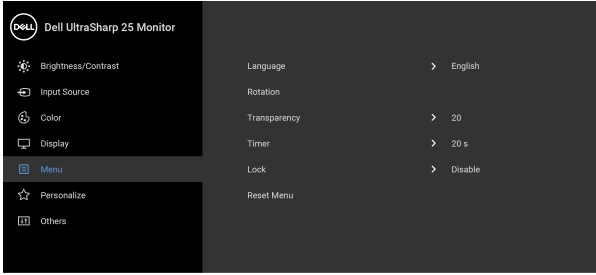 DELL Dell UltraSharp 25 Monitor
Brightness/Contrast
Input Source
Color
Display
Menu
Personalize
Others
Language English
Rotation
Transparency 20
Timer 20 s
Lock Disable
Reset Menu